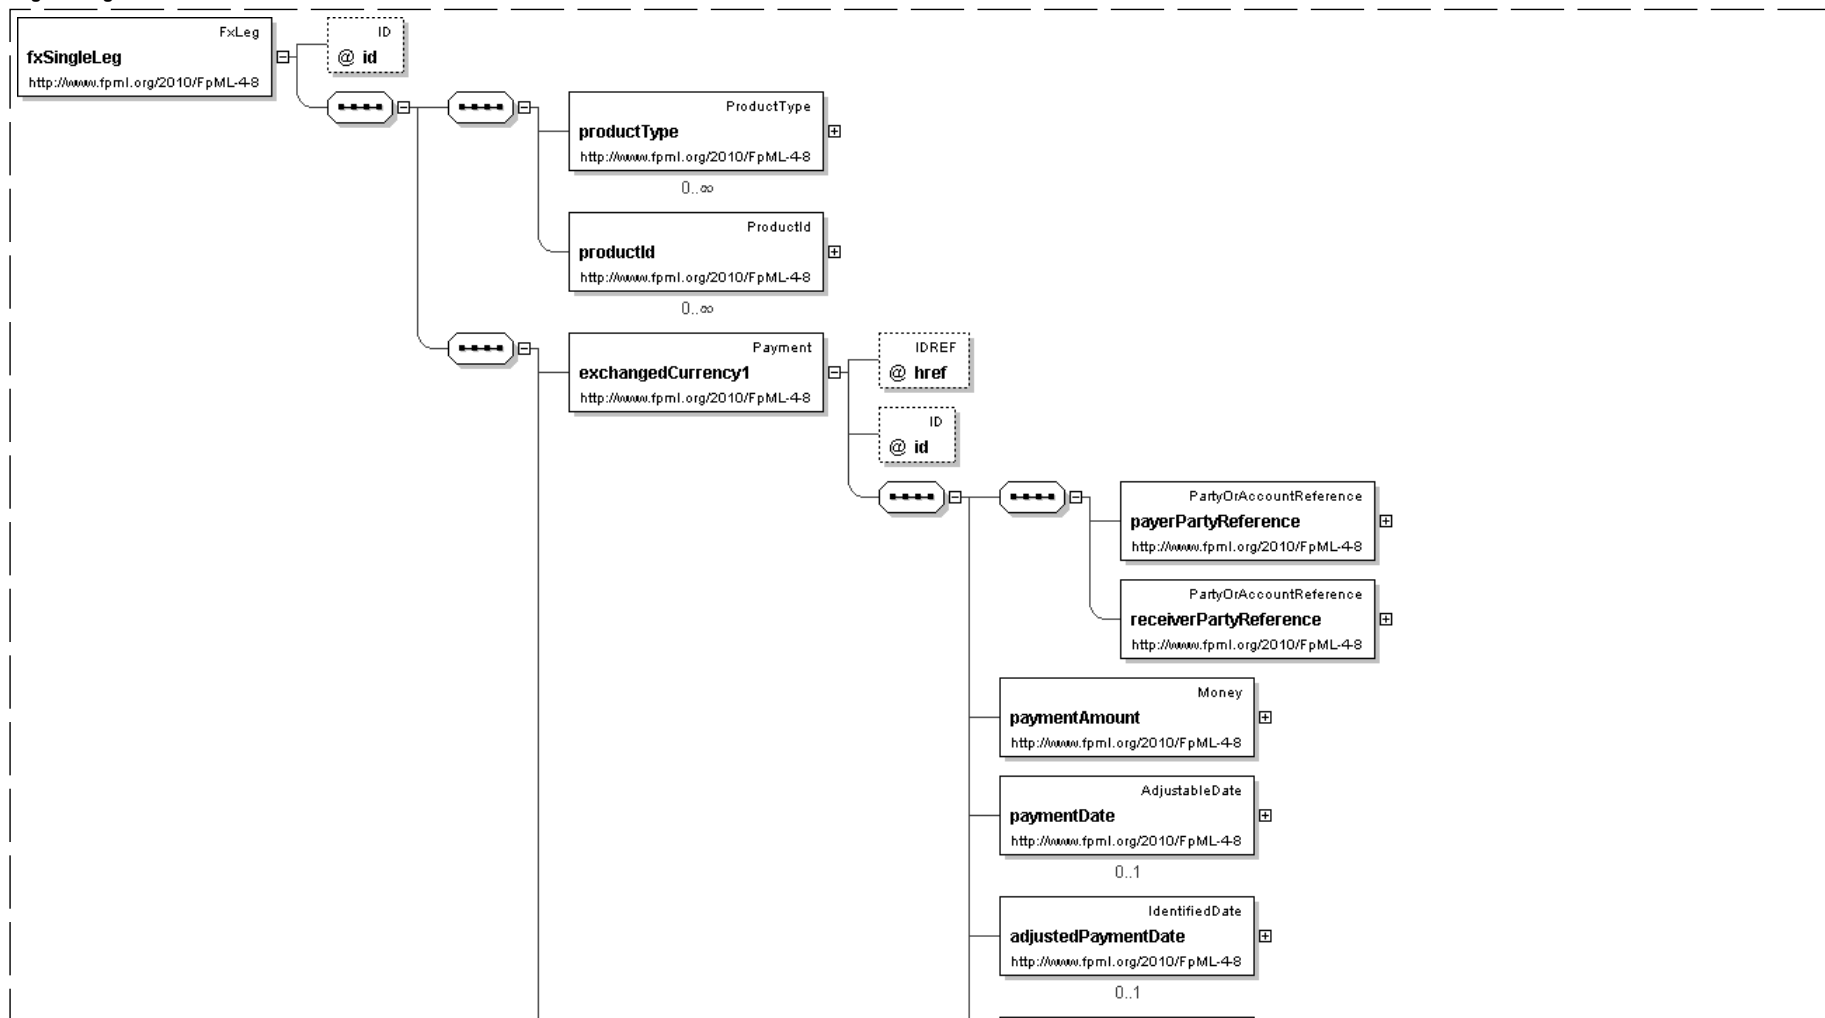 FxLeg
fxSingleLeg
http://www.fpml.org/2010/FpML-4-8
ID
@ id
ProductType
productType
http://www.fpml.org/2010/FpML-4-8
0..∞
ProductId
productId
http://www.fpml.org/2010/FpML-4-8
0..∞
Payment
exchangedCurrency1
http://www.fpml.org/2010/FpML-4-8
IDREF
@ href
ID
@ id
PartyOrAccountReference
payerPartyReference
http://www.fpml.org/2010/FpML-4-8
PartyOrAccountReference
receiverPartyReference
http://www.fpml.org/2010/FpML-4-8
Money
paymentAmount
http://www.fpml.org/2010/FpML-4-8
AdjustableDate
paymentDate
http://www.fpml.org/2010/FpML-4-8
0..1
IdentifiedDate
adjustedPaymentDate
http://www.fpml.org/2010/FpML-4-8
0..1